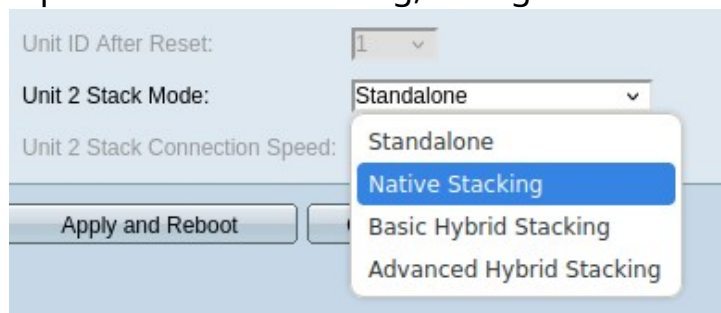 Unit ID After Reset: 1
Unit 2 Stack Mode: Standalone
Unit 2 Stack Connection Speed:
Standalone
Native Stacking
Apply and Reboot
Basic Hybrid Stacking
Advanced Hybrid Stacking